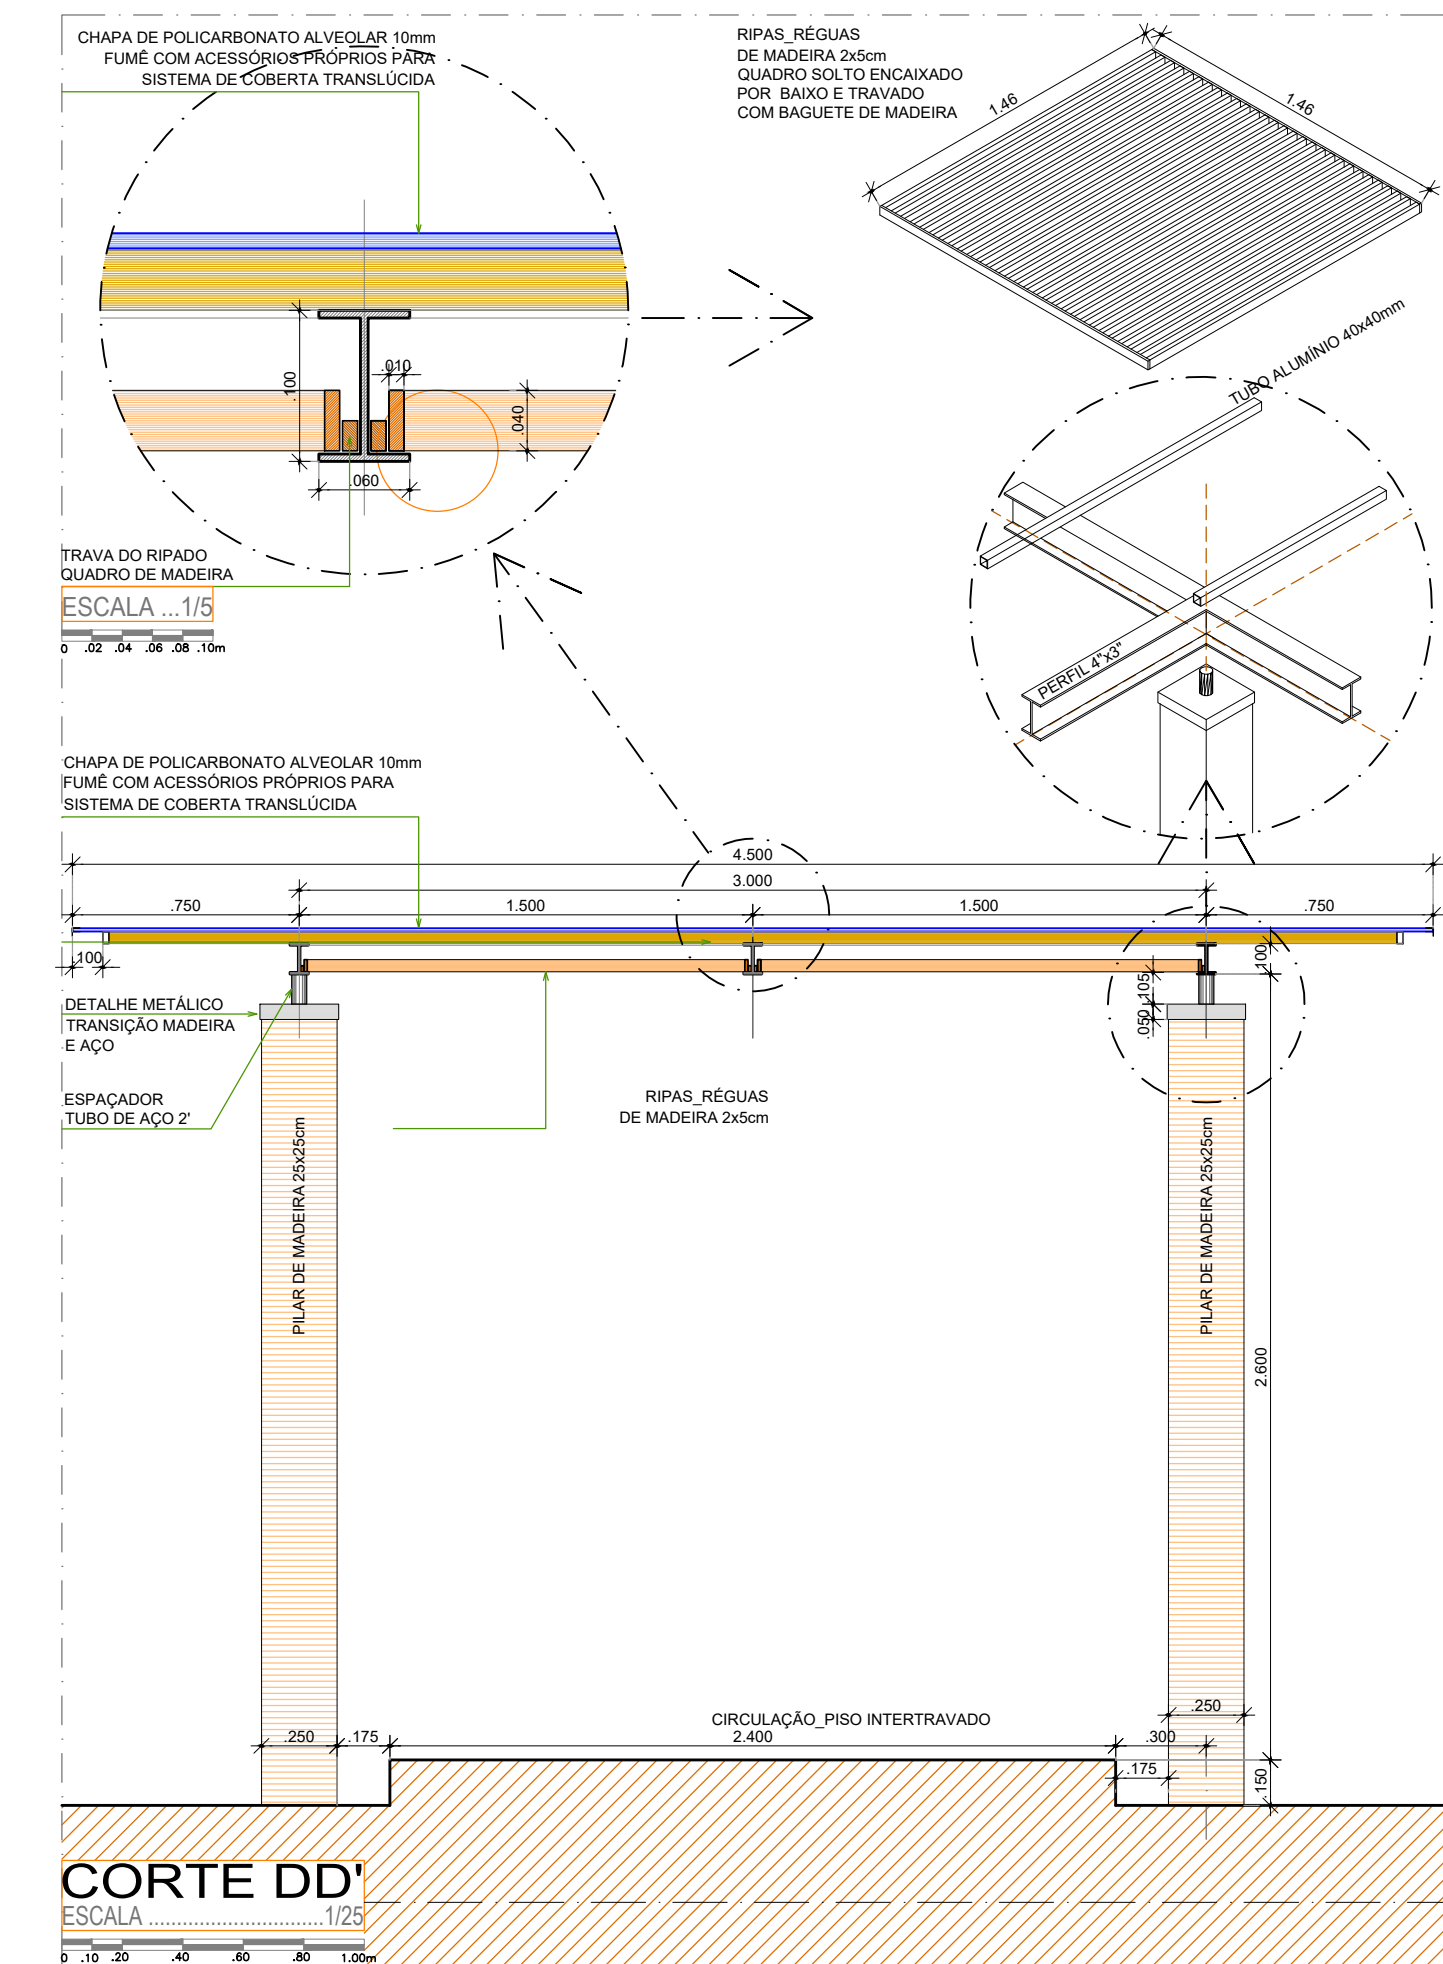 CHAPA DE POLICARBONATO ALVEOLAR 10mm
FUMÊ COM ACESSÓRIOS PRÓPRIOS PARA
SISTEMA DE COBERTA TRANSLÚCIDA
RIPAS_RÉGUAS
DE MADEIRA 2x5cm
QUADRO SOLTO ENCAIXADO
POR BAIXO E TRAVADO
COM BAGUETE DE MADEIRA
1.46
1.46
.100
.010
.040
.060
TUBO ALUMÍNIO 40x40mm
PERFIL 4"x3"
TRAVA DO RIPADO
QUADRO DE MADEIRA
ESCALA ...1/5
0 .02 .04 .06 .08 .10m
CHAPA DE POLICARBONATO ALVEOLAR 10mm
FUMÊ COM ACESSÓRIOS PRÓPRIOS PARA
SISTEMA DE COBERTA TRANSLÚCIDA
4.500
3.000
.750
1.500
1.500
.750
.100
.100
.105
.050
DETALHE METÁLICO
TRANSIÇÃO MADEIRA
E AÇO
ESPAÇADOR
TUBO DE AÇO 2'
RIPAS_RÉGUAS
DE MADEIRA 2x5cm
PILAR DE MADEIRA 25x25cm
PILAR DE MADEIRA 25x25cm
2.600
CIRCULAÇÃO_PISO INTERTRAVADO
.250
.175
2.400
.300
.250
.175
.150
CORTE DD'
ESCALA ...............................1/25
0 .10 .20 .40 .60 .80 1.00m